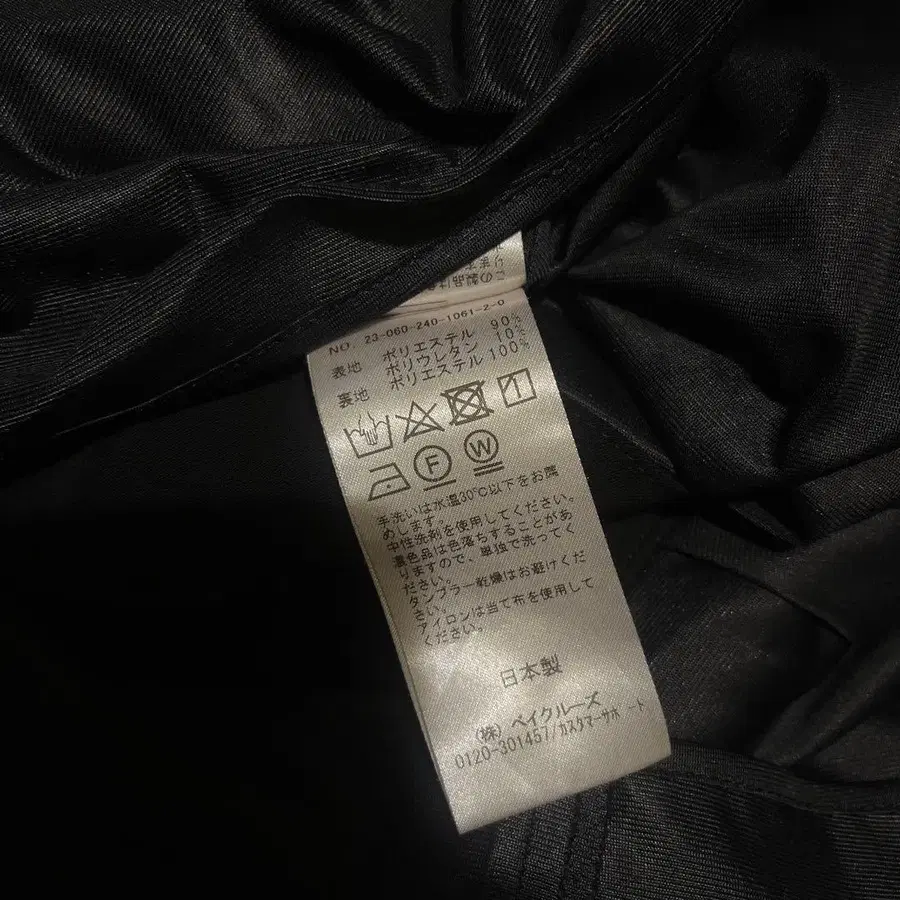 NO. 23-060-240-1061-2-0
表地 ポリエステル 90%
ポリウレタン 10%
裏地 ポリエステル 100%
F W
手洗いは水温30℃以下をお薦
めします。
中性洗剤を使用してください。
濃色品は色落ちすることがあ
りますので、単独で洗ってく
ださい。
タンブラー乾燥はお避けくだ
さい。
アイロンは当て布を使用して
ください。
日本製
(株) ベイクルーズ
0120-301457/カスタマーサポート